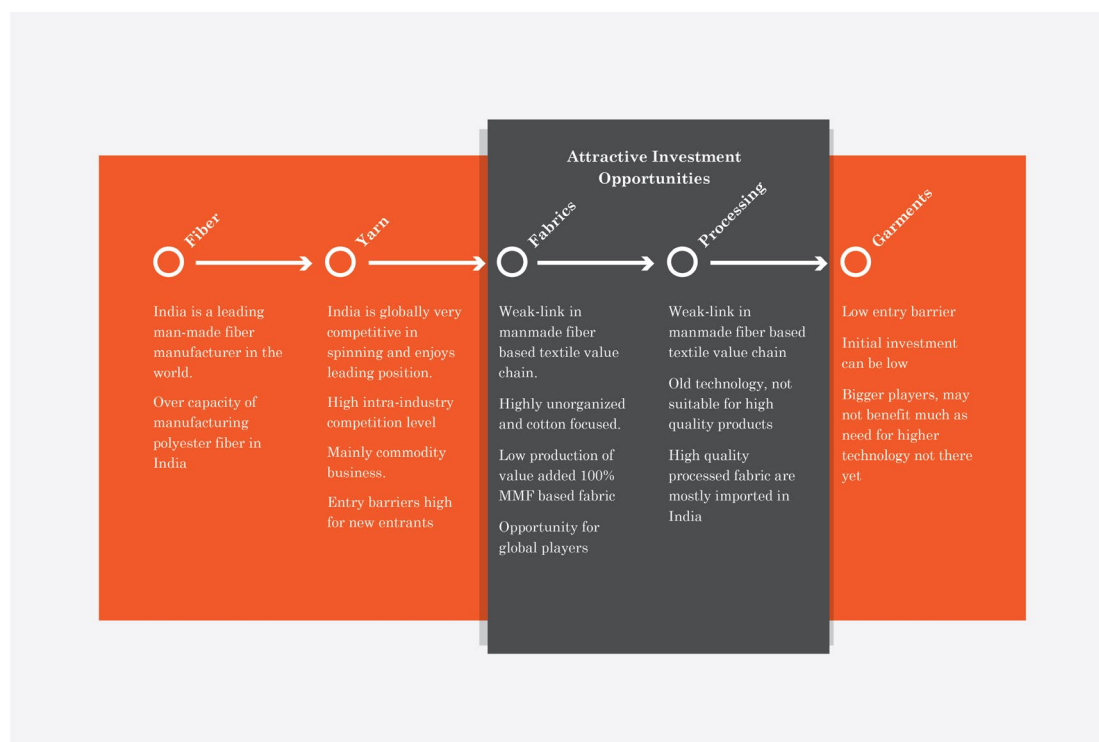 Attractive Investment
Opportunities
Fiber
India is a leading
man-made fiber
manufacturer in the
world.
Over capacity of
manufacturing
polyester fiber in
India
Yarn
India is globally very
competitive in
spinning and enjoys
leading position.
High intra-industry
competition level
Mainly commodity
business.
Entry barriers high
for new entrants
Fabrics
Weak-link in
manmade fiber
based textile value
chain.
Highly unorganized
and cotton focused.
Low production of
value added 100%
MMF based fabric
Opportunity for
global players
Processing
Weak-link in
manmade fiber based
textile value chain
Old technology, not
suitable for high
quality products
High quality
processed fabric are
mostly imported in
India
Garments
Low entry barrier
Initial investment
can be low
Bigger players, may
not benefit much as
need for higher
technology not there
yet